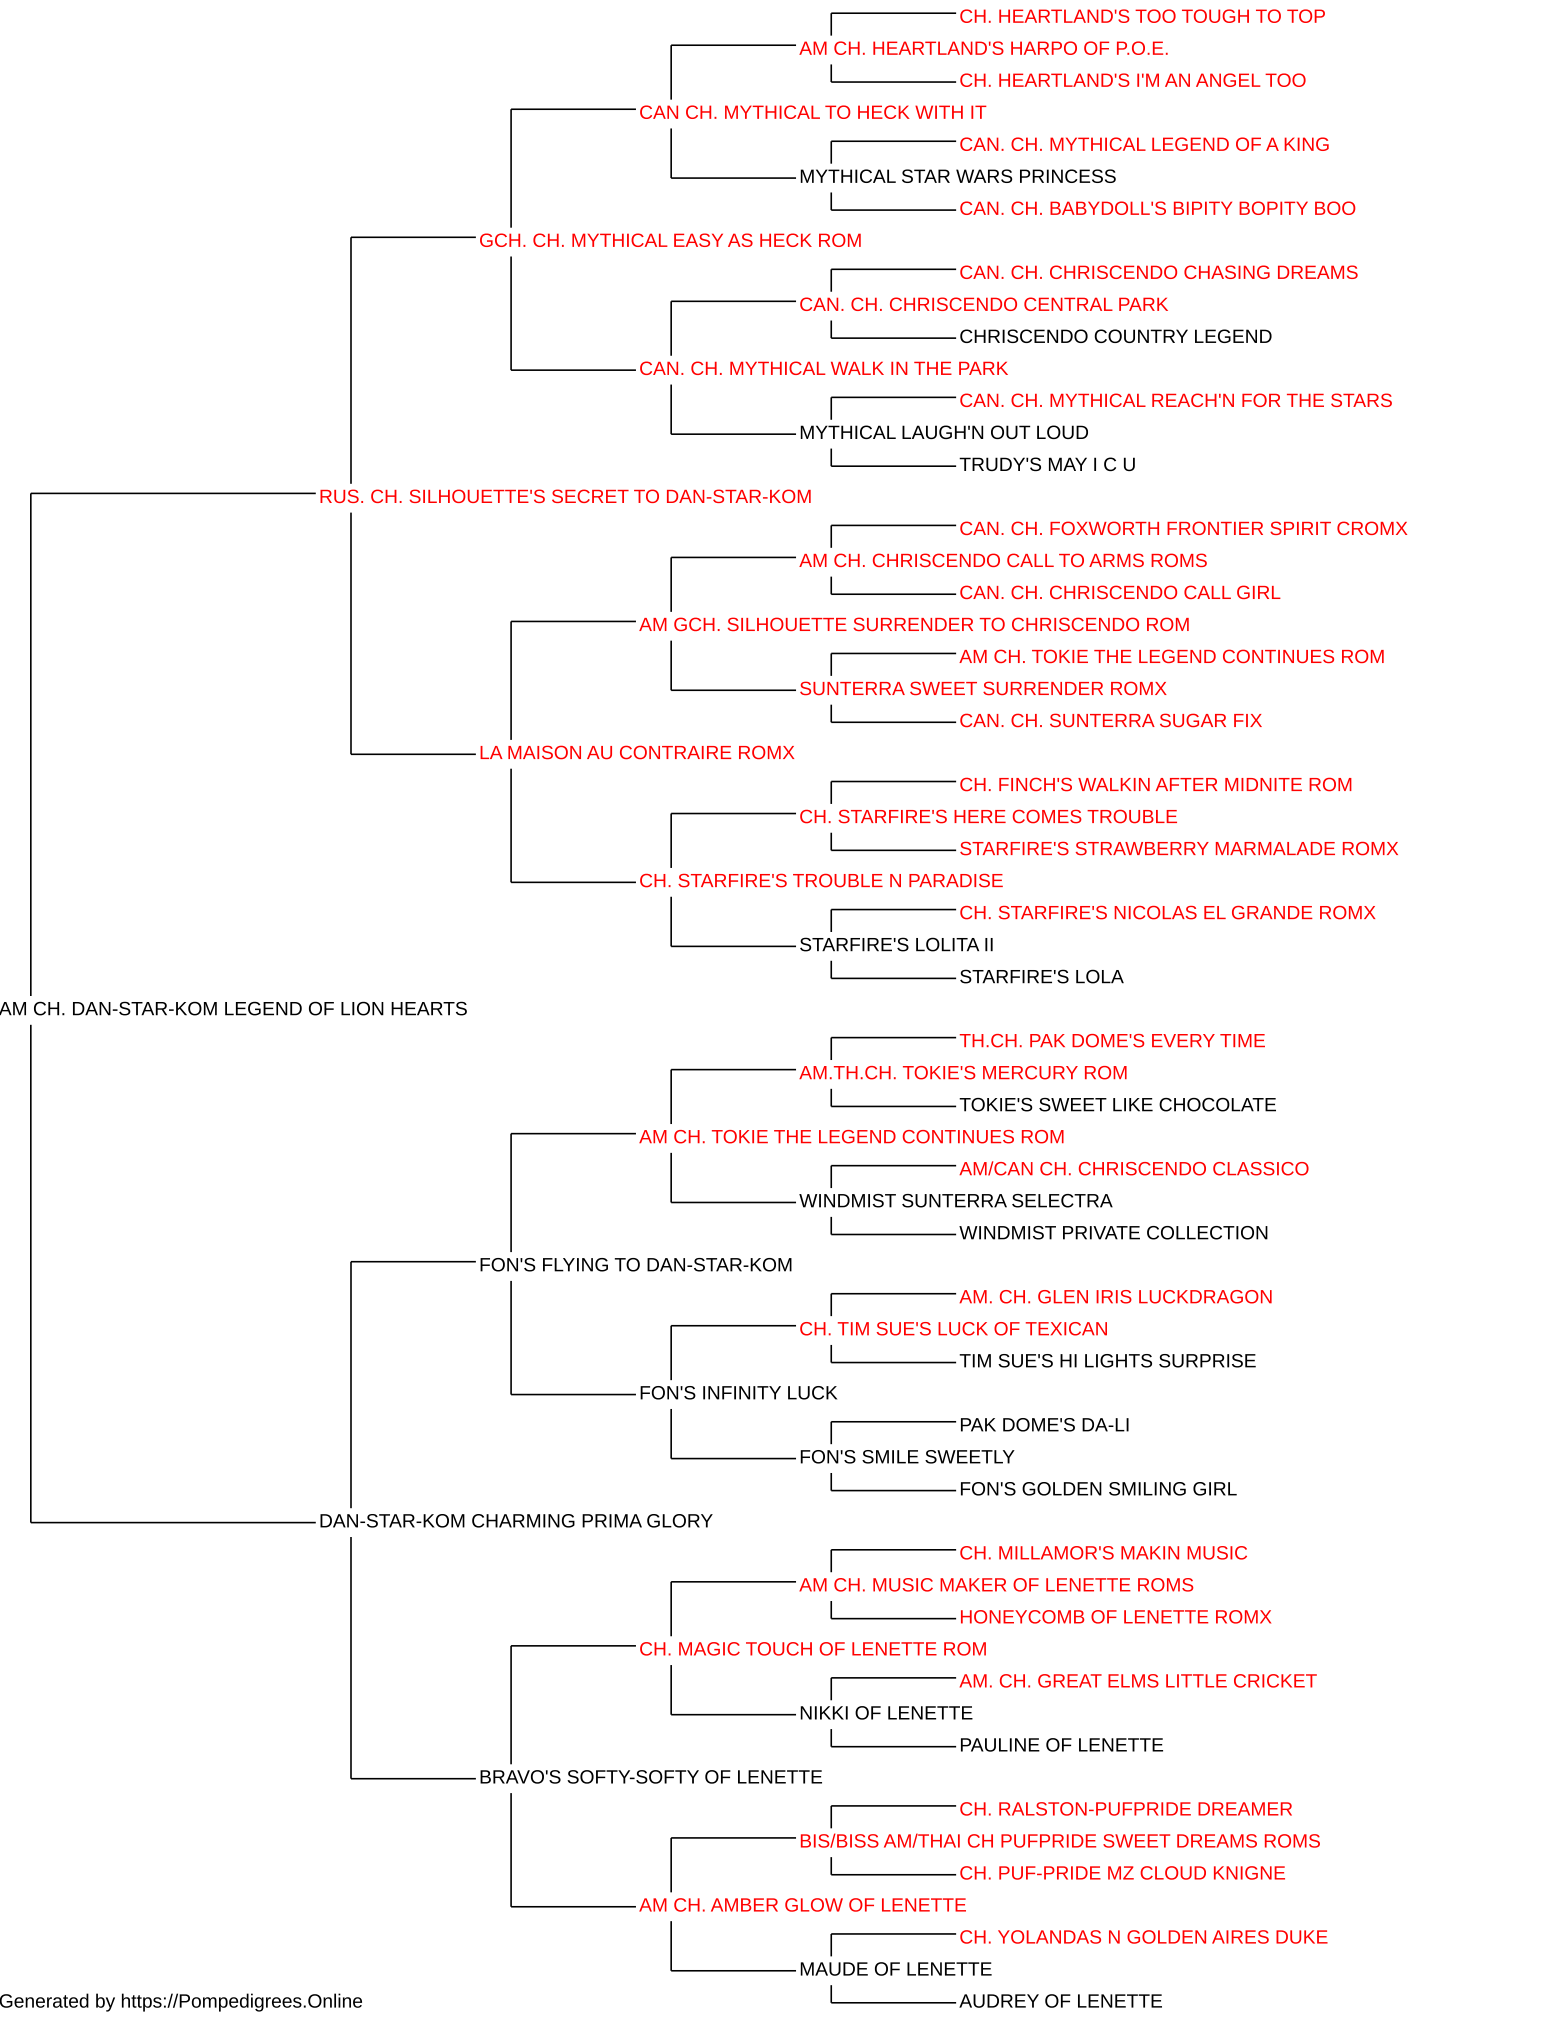 CH. HEARTLAND'S TOO TOUGH TO TOP
AM CH. HEARTLAND'S HARPO OF P.O.E.
CH. HEARTLAND'S I'M AN ANGEL TOO
CAN CH. MYTHICAL TO HECK WITH IT
CAN. CH. MYTHICAL LEGEND OF A KING
MYTHICAL STAR WARS PRINCESS
CAN. CH. BABYDOLL'S BIPITY BOPITY BOO
GCH. CH. MYTHICAL EASY AS HECK ROM
CAN. CH. CHRISCENDO CHASING DREAMS
CAN. CH. CHRISCENDO CENTRAL PARK
CHRISCENDO COUNTRY LEGEND
CAN. CH. MYTHICAL WALK IN THE PARK
CAN. CH. MYTHICAL REACH'N FOR THE STARS
MYTHICAL LAUGH'N OUT LOUD
TRUDY'S MAY I C U
RUS. CH. SILHOUETTE'S SECRET TO DAN-STAR-KOM
CAN. CH. FOXWORTH FRONTIER SPIRIT CROMX
AM CH. CHRISCENDO CALL TO ARMS ROMS
CAN. CH. CHRISCENDO CALL GIRL
AM GCH. SILHOUETTE SURRENDER TO CHRISCENDO ROM
AM CH. TOKIE THE LEGEND CONTINUES ROM
SUNTERRA SWEET SURRENDER ROMX
CAN. CH. SUNTERRA SUGAR FIX
LA MAISON AU CONTRAIRE ROMX
CH. FINCH'S WALKIN AFTER MIDNITE ROM
CH. STARFIRE'S HERE COMES TROUBLE
STARFIRE'S STRAWBERRY MARMALADE ROMX
CH. STARFIRE'S TROUBLE N PARADISE
CH. STARFIRE'S NICOLAS EL GRANDE ROMX
STARFIRE'S LOLITA II
STARFIRE'S LOLA
AM CH. DAN-STAR-KOM LEGEND OF LION HEARTS
TH.CH. PAK DOME'S EVERY TIME
AM.TH.CH. TOKIE'S MERCURY ROM
TOKIE'S SWEET LIKE CHOCOLATE
AM CH. TOKIE THE LEGEND CONTINUES ROM
AM/CAN CH. CHRISCENDO CLASSICO
WINDMIST SUNTERRA SELECTRA
WINDMIST PRIVATE COLLECTION
FON'S FLYING TO DAN-STAR-KOM
AM. CH. GLEN IRIS LUCKDRAGON
CH. TIM SUE'S LUCK OF TEXICAN
TIM SUE'S HI LIGHTS SURPRISE
FON'S INFINITY LUCK
PAK DOME'S DA-LI
FON'S SMILE SWEETLY
FON'S GOLDEN SMILING GIRL
DAN-STAR-KOM CHARMING PRIMA GLORY
CH. MILLAMOR'S MAKIN MUSIC
AM CH. MUSIC MAKER OF LENETTE ROMS
HONEYCOMB OF LENETTE ROMX
CH. MAGIC TOUCH OF LENETTE ROM
AM. CH. GREAT ELMS LITTLE CRICKET
NIKKI OF LENETTE
PAULINE OF LENETTE
BRAVO'S SOFTY-SOFTY OF LENETTE
CH. RALSTON-PUFPRIDE DREAMER
BIS/BISS AM/THAI CH PUFPRIDE SWEET DREAMS ROMS
CH. PUF-PRIDE MZ CLOUD KNIGNE
AM CH. AMBER GLOW OF LENETTE
CH. YOLANDAS N GOLDEN AIRES DUKE
MAUDE OF LENETTE
AUDREY OF LENETTE
Generated by https://Pompedigrees.Online